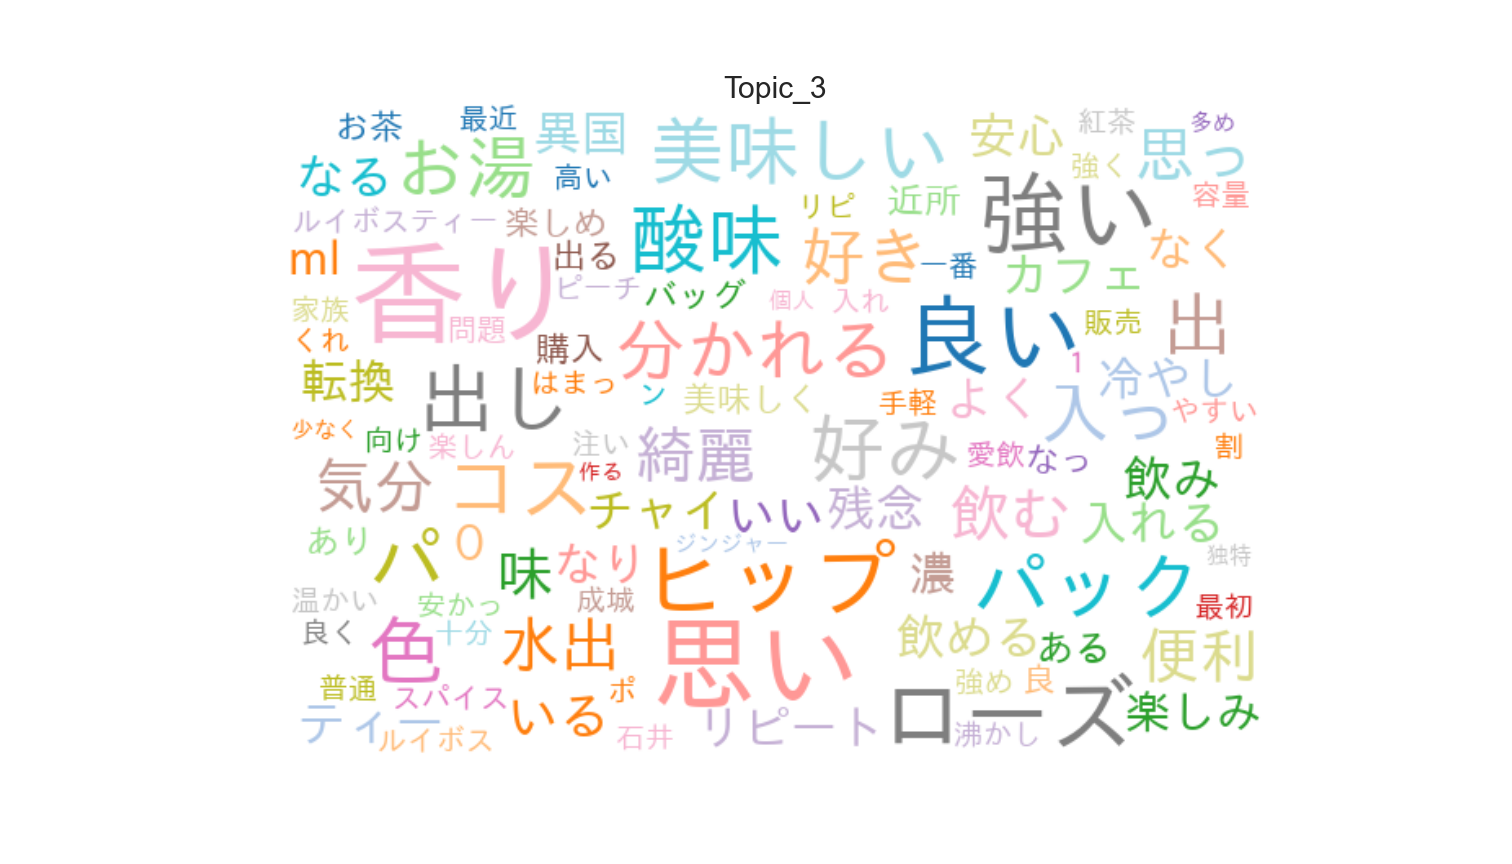 Topic_3
お茶
最近
異国
美味しい
安心
紅茶
多め
なる
お湯
高い
強く
思っ
ルイボスティー
楽しめ
酸味
リピ
近所
強い
容量
ml
香り
出る
好き
一番
カフェ
なく
ピーチ
バッグ
個人
入れ
家族
問題
くれ
購入
分かれる
良い
販売
出
転換
出し
はまっ
ン
美味しく
手軽
よく
1
入っ
冷やし
やすい
少なく
向け
楽しん
注い
綺麗
好み
愛飲
なっ
割
気分
コス
作る
チャイ
いい
残念
飲む
飲み
入れる
あり
パ
0
味
なり
ジンジャー
ヒップ
濃
パック
独特
温かい
安かっ
成城
最初
良く
色
十分
水出
思い
飲める
ある
便利
普通
スパイス
ポ
強め
良
ティー
ルイボス
いる
石井
リピート
ローズ
沸かし
楽しみ